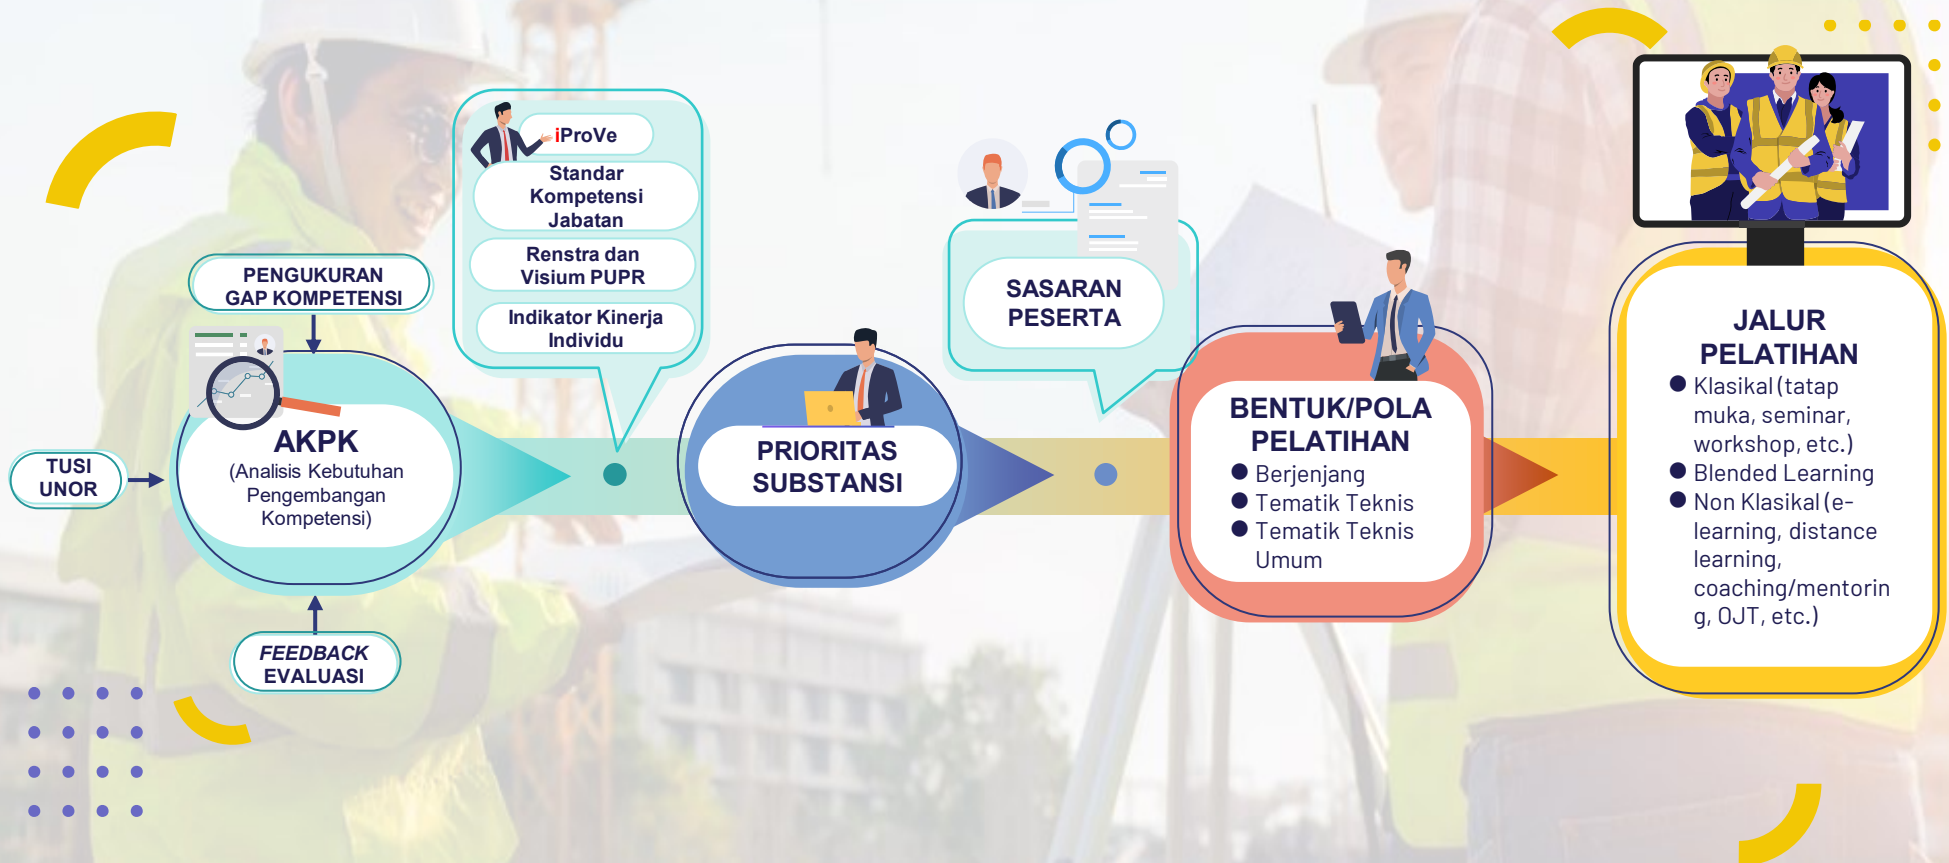 PENGUKURAN
GAP KOMPETENSI
TUSI
UNOR
AKPK
(Analisis Kebutuhan
Pengembangan
Kompetensi)
FEEDBACK
EVALUASI
iProVe
Standar
Kompetensi
Jabatan
Renstra dan
Visium PUPR
Indikator Kinerja
Individu
PRIORITAS
SUBSTANSI
SASARAN
PESERTA
BENTUK/POLA
PELATIHAN
● Berjenjang
● Tematik Teknis
● Tematik Teknis
Umum
JALUR
PELATIHAN
● Klasikal (tatap
muka, seminar,
workshop, etc.)
● Blended Learning
● Non Klasikal (e-
learning, distance
learning,
coaching/mentorin
g, OJT, etc.)